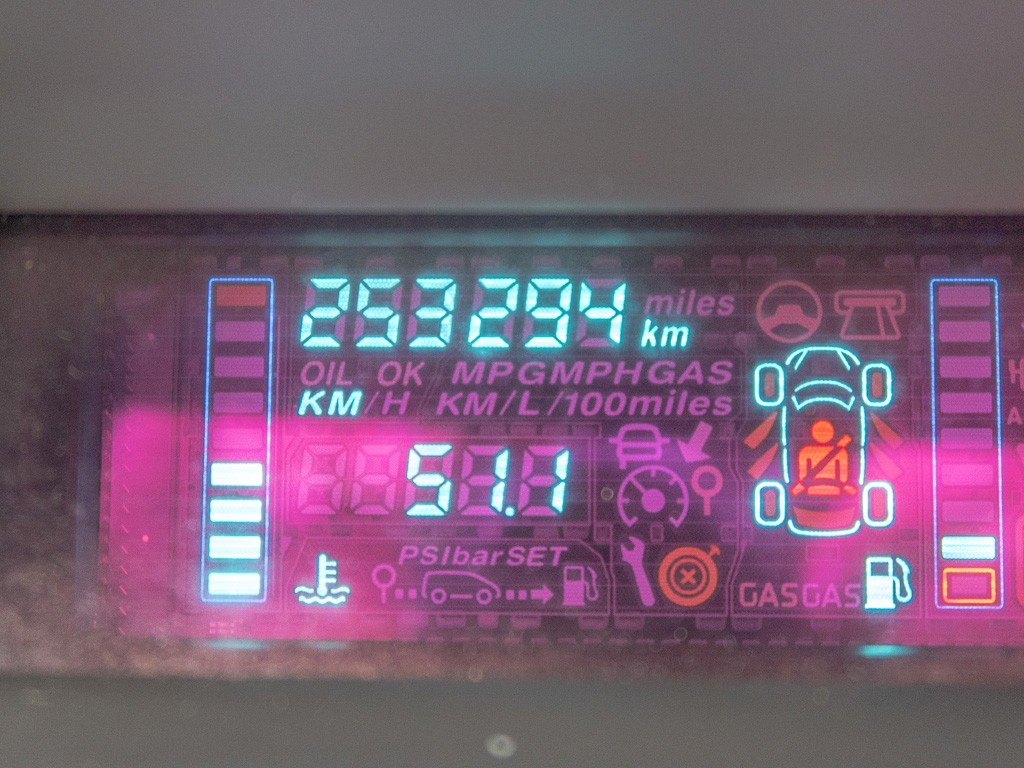 253294 miles
km
OIL OK MPGMPHGAS
KM/H KM/L/100miles
51.1
PSIbarSET
GASGAS